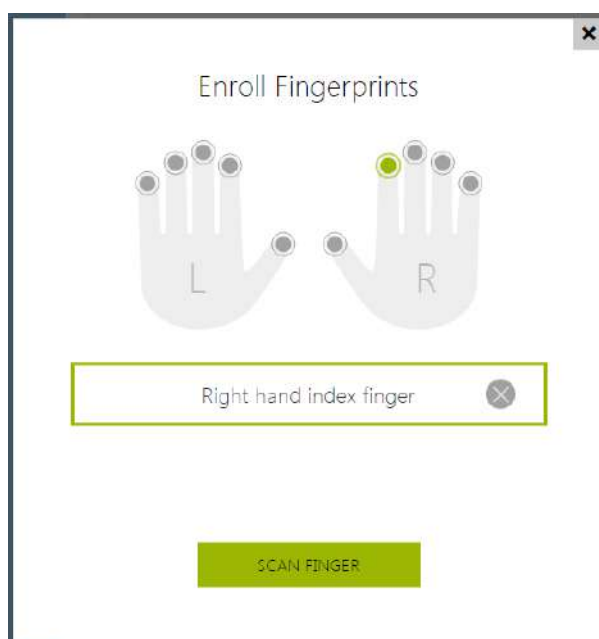 Enroll Fingerprints
L
R
Right hand index finger
SCAN FINGER